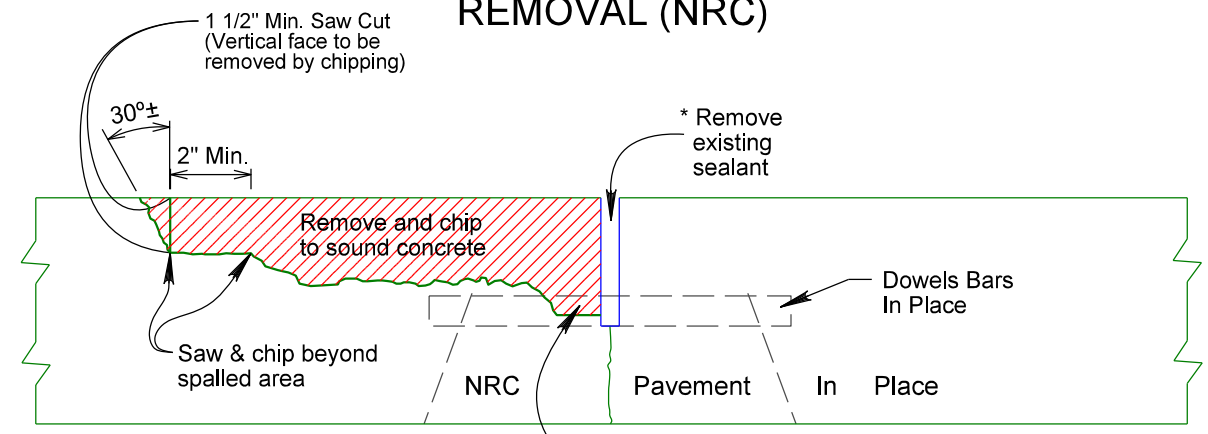 REMOVAL (NRC)
1 1/2" Min. Saw Cut
(Vertical face to be
removed by chipping)
30º±
2" Min.
* Remove
existing
sealant
Remove and chip
to sound concrete
Dowels Bars
In Place
Saw & chip beyond
spalled area
NRC Pavement In Place